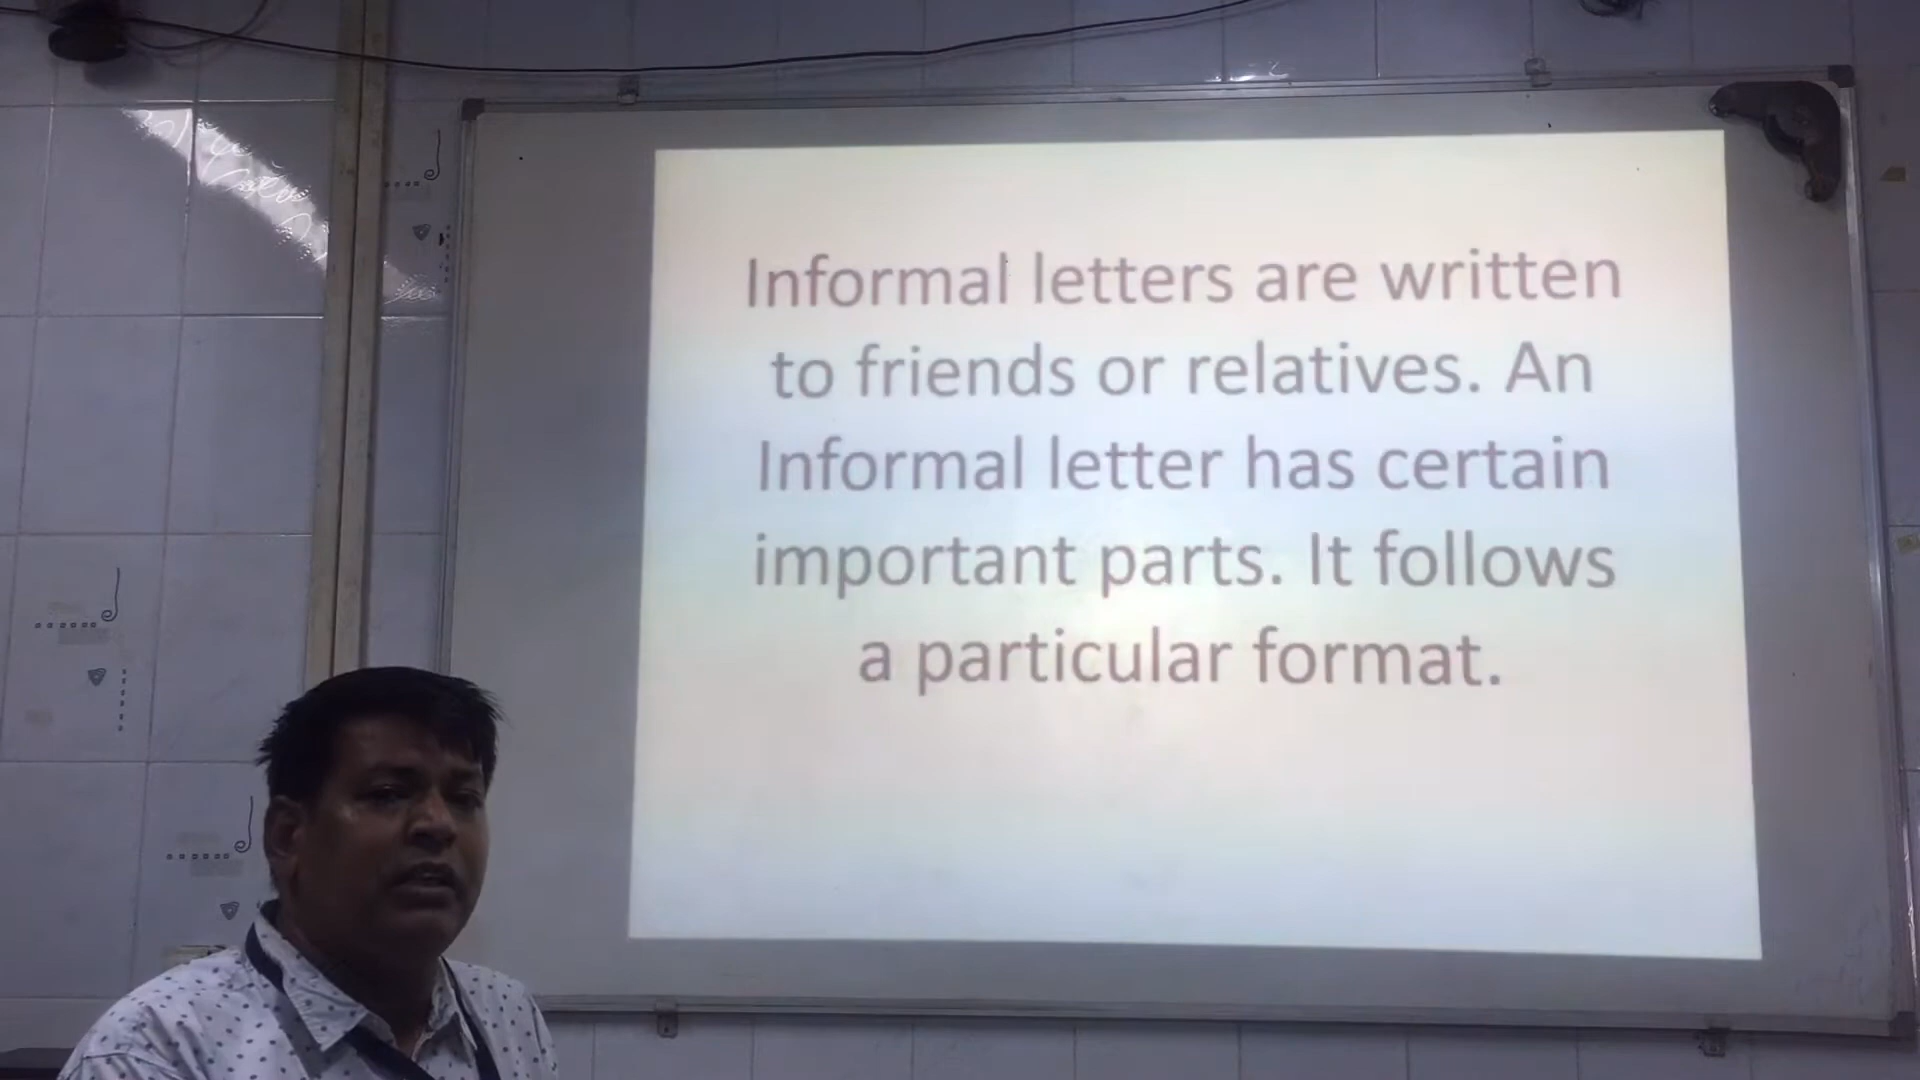 Informal letters are written
to friends or relatives. An
Informal letter has certain
important parts. It follows
a particular format.